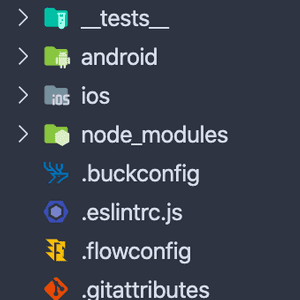 __tests__
android
ios
node_modules
.buckconfig
.eslintrc.js
.flowconfig
.gitattributes